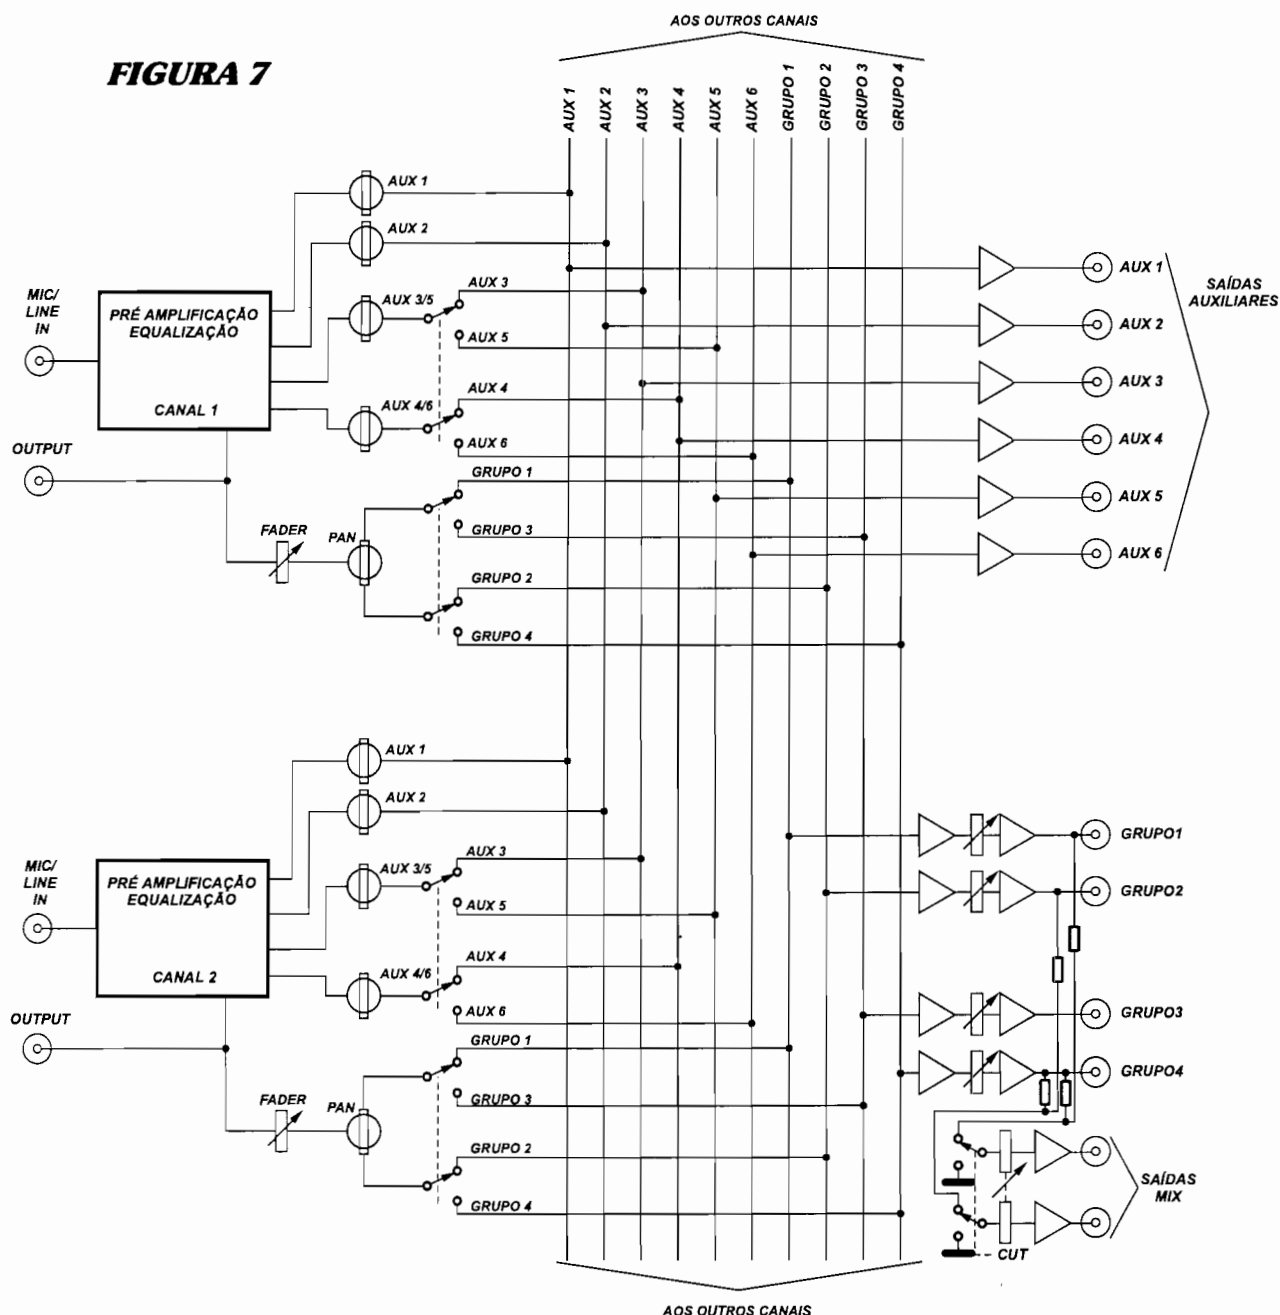 AOS OUTROS CANAIS
FIGURA 7
AUX 1
AUX 2
AUX 3
AUX 4
AUX 5
AUX 6
GRUPO 1
GRUPO 2
GRUPO 3
GRUPO 4
AUX 1
AUX 2
MIC/
LINE
IN
PRÉ AMPLIFICAÇÃO
EQUALIZAÇÃO
CANAL 1
AUX 3/5
AUX 3
AUX 5
AUX 4/6
AUX 4
AUX 6
OUTPUT
FADER
PAN
GRUPO 1
GRUPO 3
GRUPO 2
GRUPO 4
AUX 1
AUX 2
AUX 3
AUX 4
AUX 5
AUX 6
SAÍDAS
AUXILIARES
AUX 1
AUX 2
MIC/
LINE
IN
PRÉ AMPLIFICAÇÃO
EQUALIZAÇÃO
CANAL 2
AUX 3/5
AUX 3
AUX 5
AUX 4/6
AUX 4
AUX 6
OUTPUT
FADER
PAN
GRUPO 1
GRUPO 3
GRUPO 2
GRUPO 4
GRUPO1
GRUPO2
GRUPO3
GRUPO4
SAÍDAS
MIX
CUT
AOS OUTROS CANAIS